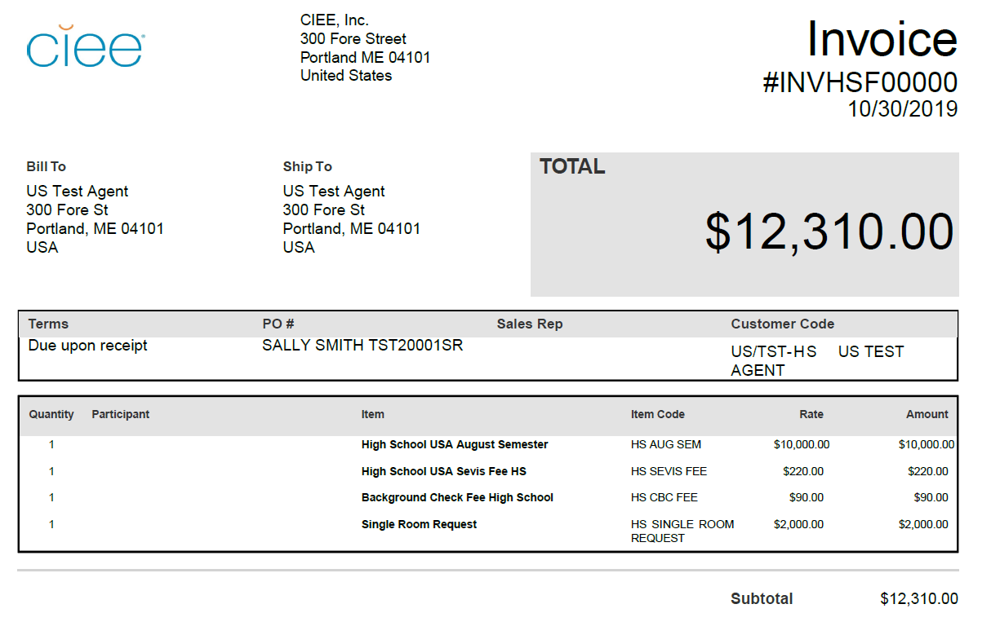 ciee
CIEE, Inc.
300 Fore Street
Portland ME 04101
United States
Invoice
#INVHSF00000
10/30/2019
Bill To
US Test Agent
300 Fore St
Portland, ME 04101
USA
Ship To
US Test Agent
300 Fore St
Portland, ME 04101
USA
TOTAL
$12,310.00
Terms PO # Sales Rep Customer Code
Due upon receipt SALLY SMITH TST20001SR US/TST-HS US TEST
AGENT
Quantity Participant Item Item Code Rate Amount
1 High School USA August Semester HS AUG SEM $10,000.00 $10,000.00
1 High School USA Sevis Fee HS HS SEVIS FEE $220.00 $220.00
1 Background Check Fee High School HS CBC FEE $90.00 $90.00
1 Single Room Request HS SINGLE ROOM $2,000.00 $2,000.00
REQUEST
Subtotal $12,310.00